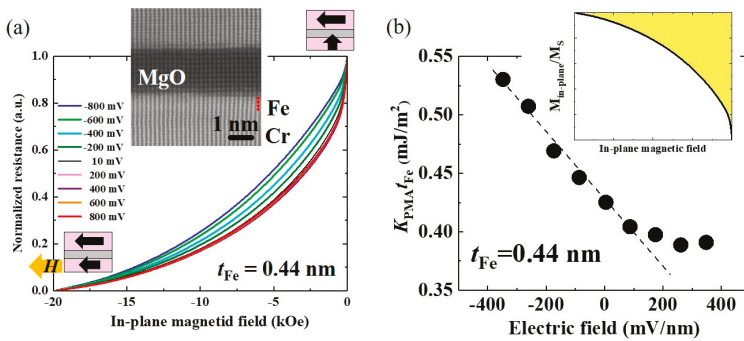 (a)
Normalized resistance (a.u.)
1.0
0.8
0.6
0.4
0.2
0.0
-20
-15
-10
-5
0
In-plane magnetid field (kOe)
-800 mV
-600 mV
-400 mV
-200 mV
10 mV
200 mV
400 mV
600 mV
800 mV
MgO
Fe
1 nm
Cr
H
tFe = 0.44 nm
(b)
KPMAtFe (mJ/m²)
0.55
0.50
0.45
0.40
0.35
-400
-200
0
200
400
Electric field (mV/nm)
tFe=0.44 nm
Min-plane/MS
In-plane magnetic field